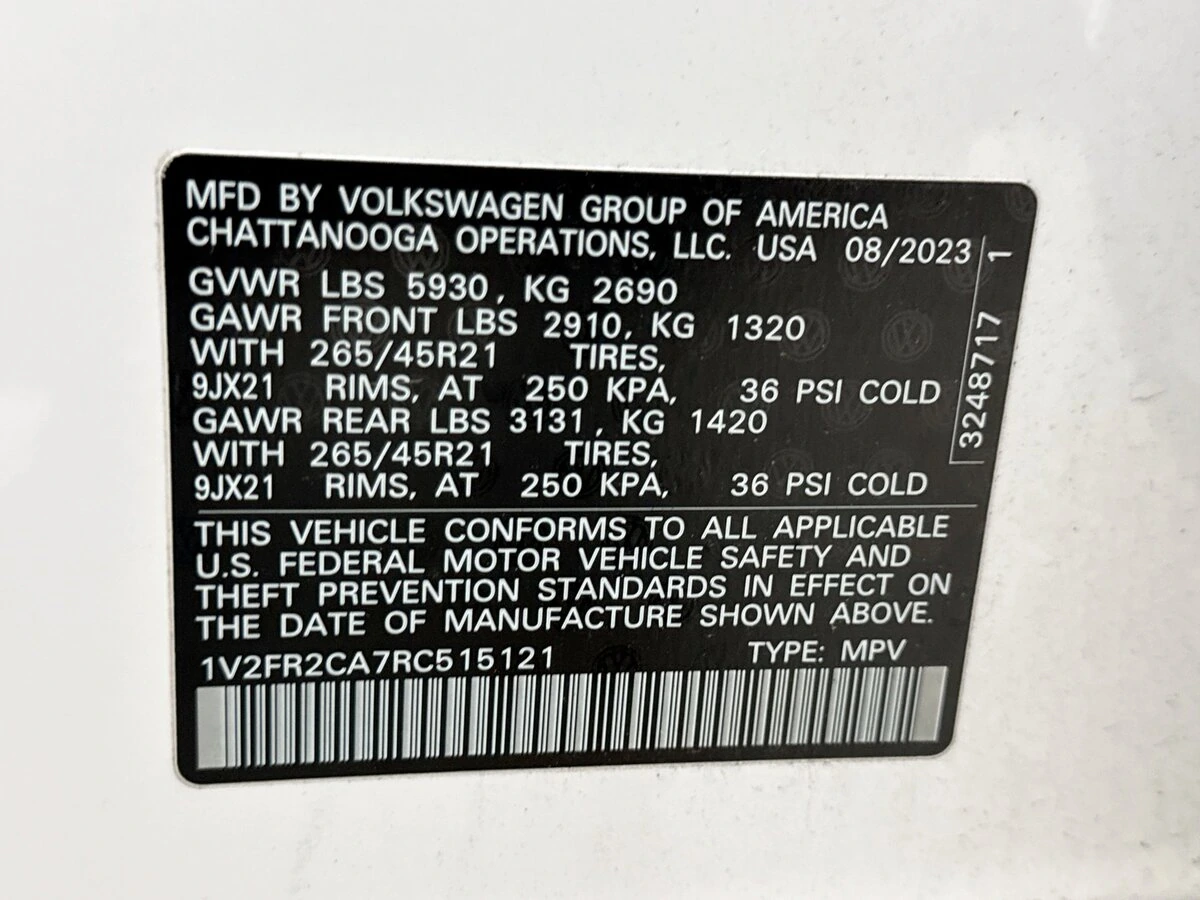 MFD BY VOLKSWAGEN GROUP OF AMERICA
CHATTANOOGA OPERATIONS, LLC. USA 08/2023
GVWR LBS 5930, KG 2690
GAWR FRONT LBS 2910, KG 1320
WITH 265/45R21 TIRES,
9JX21 RIMS, AT 250 KPA, 36 PSI COLD
GAWR REAR LBS 3131, KG 1420
WITH 265/45R21 TIRES,
9JX21 RIMS, AT 250 KPA, 36 PSI COLD
THIS VEHICLE CONFORMS TO ALL APPLICABLE
U.S. FEDERAL MOTOR VEHICLE SAFETY AND
THEFT PREVENTION STANDARDS IN EFFECT ON
THE DATE OF MANUFACTURE SHOWN ABOVE.
1V2FR2CA7RC515121 TYPE: MPV
3248717 1